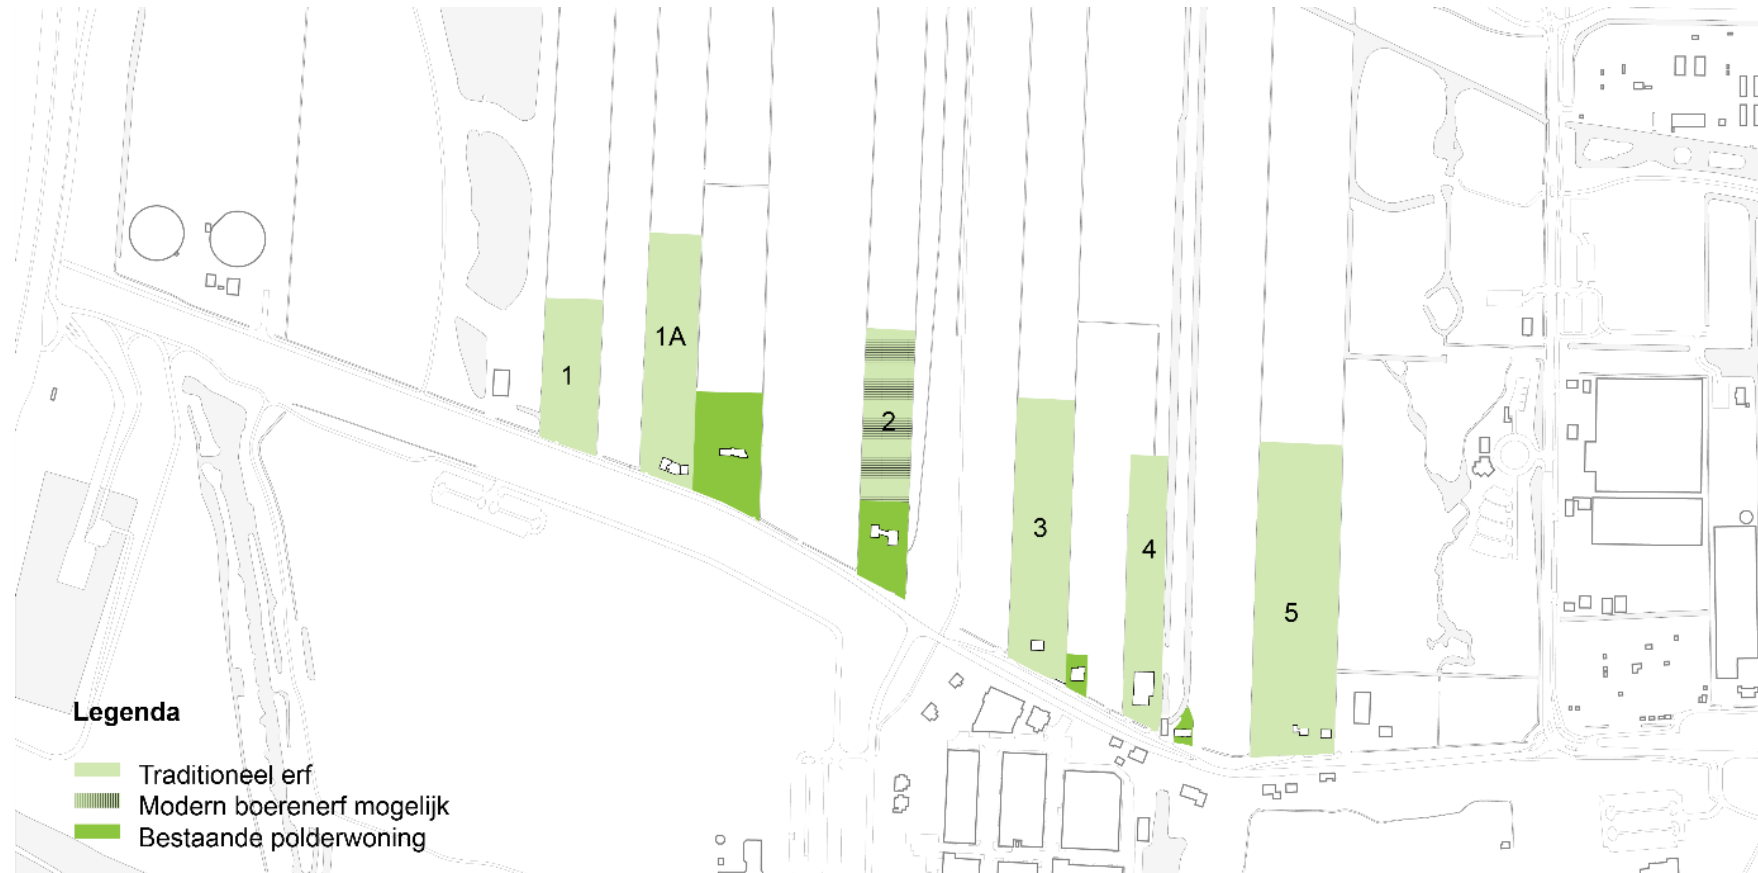 1A
1
2
3
4
5
Legenda
Traditioneel erf
Modern boerenerf mogelijk
Bestaande polderwoning